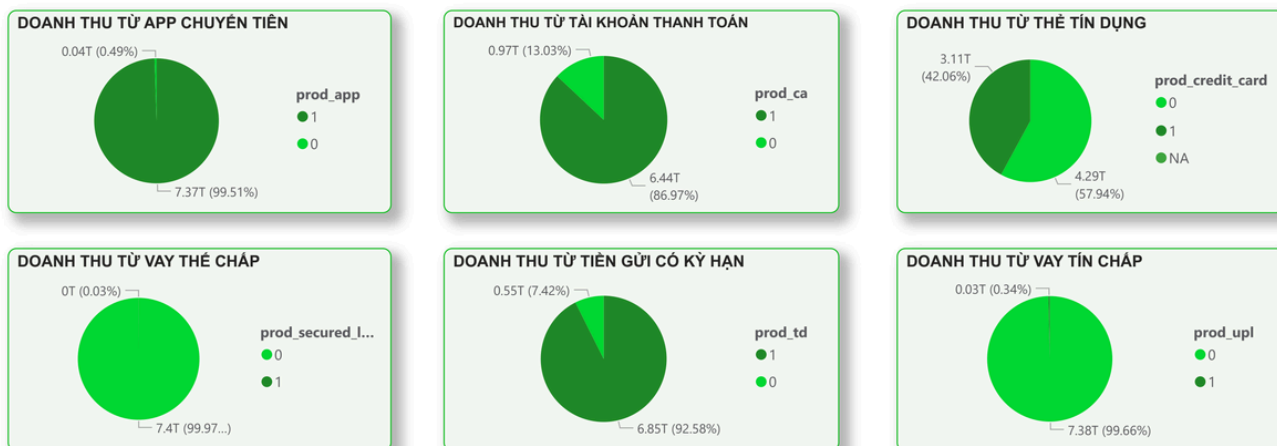 DOANH THU TỪ APP CHUYỂN TIỀN
0.04T (0.49%)
7.37T (99.51%)
prod_app
1
0
DOANH THU TỪ TÀI KHOẢN THANH TOÁN
0.97T (13.03%)
6.44T
(86.97%)
prod_ca
1
0
DOANH THU TỪ THẺ TÍN DỤNG
3.11T
(42.06%)
4.29T
(57.94%)
prod_credit_card
0
1
NA
DOANH THU TỪ VAY THẾ CHẤP
0T (0.03%)
7.4T (99.97...)
prod_secured_l...
0
1
DOANH THU TỪ TIỀN GỬI CÓ KỲ HẠN
0.55T (7.42%)
6.85T (92.58%)
prod_td
1
0
DOANH THU TỪ VAY TÍN CHẤP
0.03T (0.34%)
7.38T (99.66%)
prod_upl
0
1